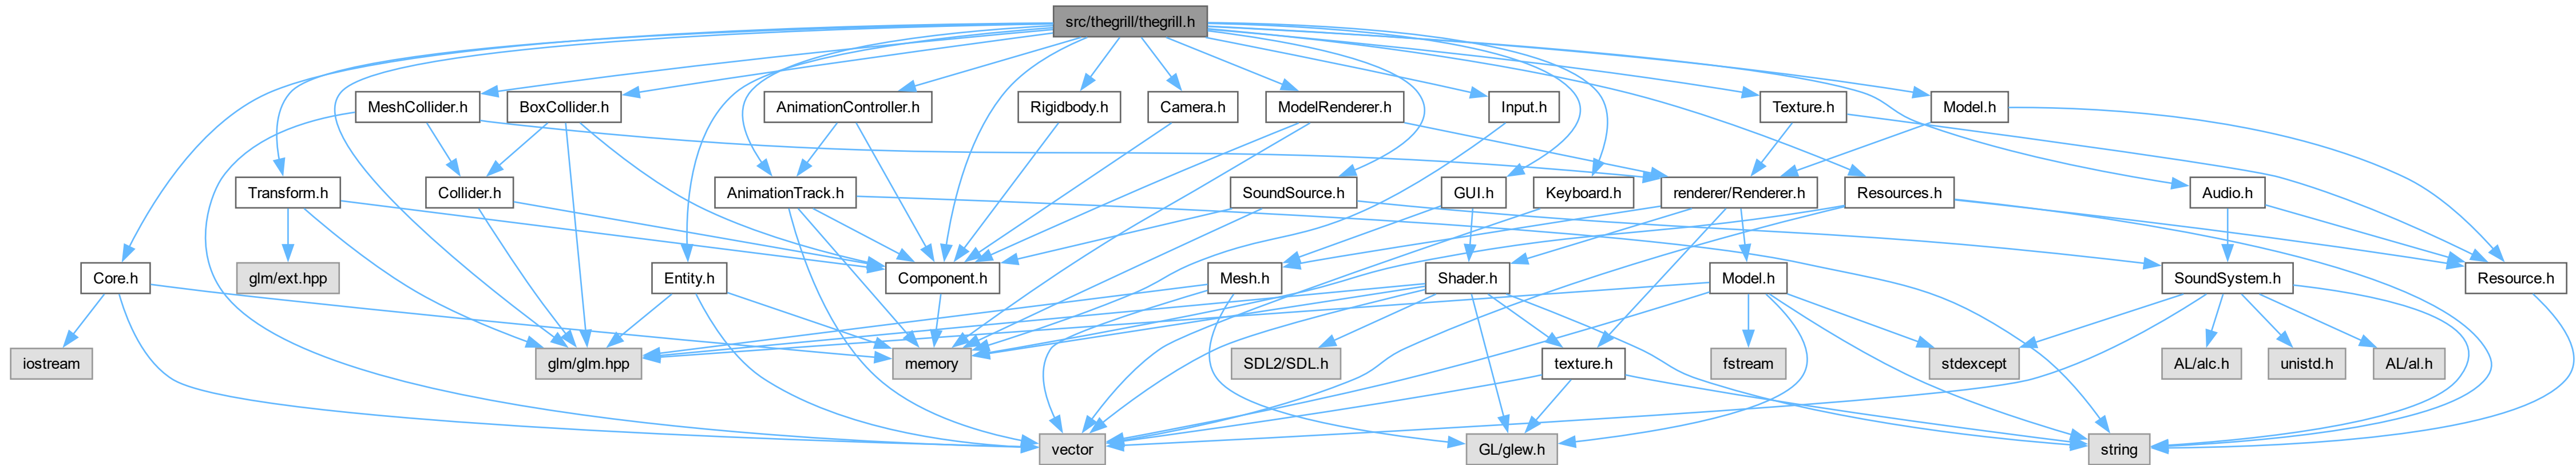 src/thegrill/thegrill.h
MeshCollider.h
BoxCollider.h
AnimationController.h
Rigidbody.h
Camera.h
ModelRenderer.h
Input.h
Texture.h
Model.h
Transform.h
Collider.h
AnimationTrack.h
SoundSource.h
GUI.h
Keyboard.h
renderer/Renderer.h
Resources.h
Audio.h
Core.h
glm/ext.hpp
Entity.h
Component.h
Mesh.h
Shader.h
Model.h
SoundSystem.h
Resource.h
iostream
glm/glm.hpp
memory
SDL2/SDL.h
texture.h
fstream
stdexcept
AL/alc.h
unistd.h
AL/al.h
vector
GL/glew.h
string